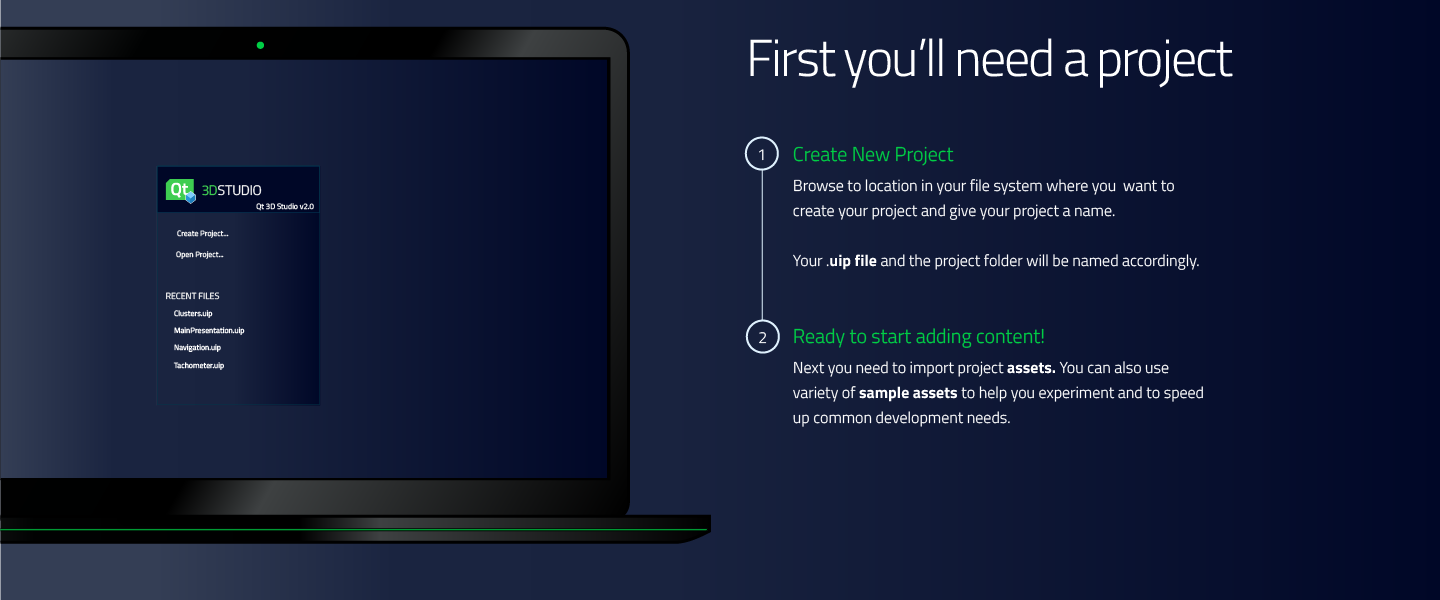 First you’ll need a project
1
Create New Project
Browse to location in your file system where you  want to
create your project and give your project a name.
Your .uip file and the project folder will be named accordingly.
2
Ready to start adding content!
Next you need to import project assets. You can also use
variety of sample assets to help you experiment and to speed
up common development needs.
Qt 3DSTUDIO
Qt 3D Studio v2.0
Create Project...
Open Project...
RECENT FILES
Clusters.uip
MainPresentation.uip
Navigation.uip
Tachometer.uip